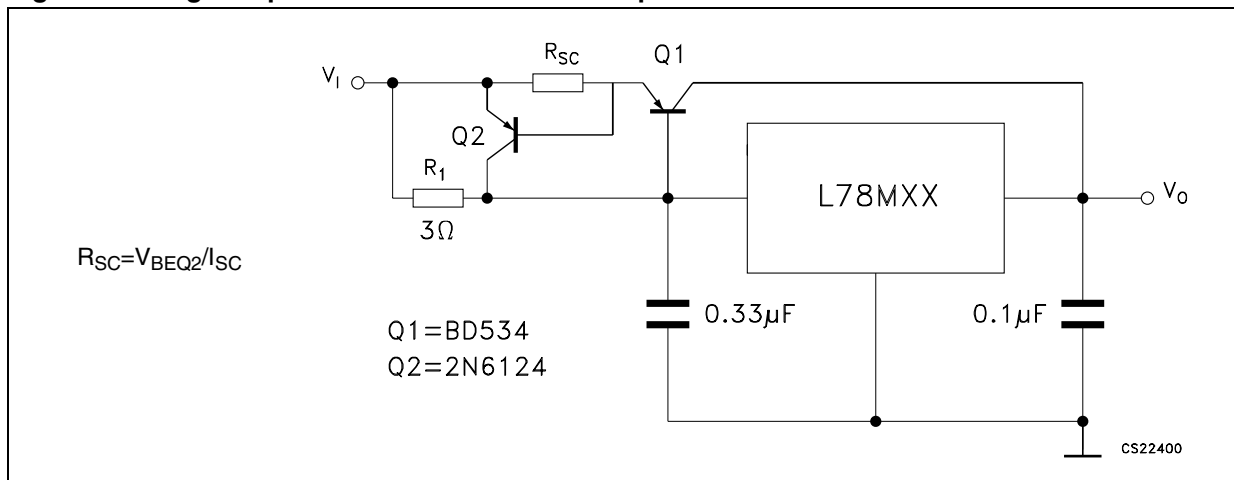 R_SC
Q1
V_I
Q2
R_1
3Ω
L78MXX
V_O
R_SC=V_BEQ2/I_SC
0.33µF
0.1µF
Q1=BD534
Q2=2N6124
CS22400